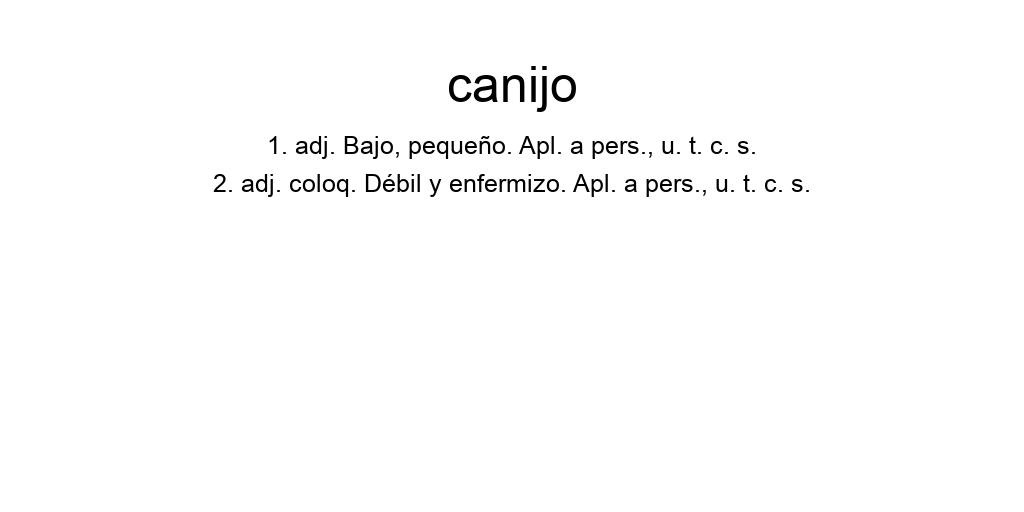 canijo
1. adj. Bajo, pequeño. Apl. a pers., u. t. c. s.
2. adj. coloq. Débil y enfermizo. Apl. a pers., u. t. c. s.